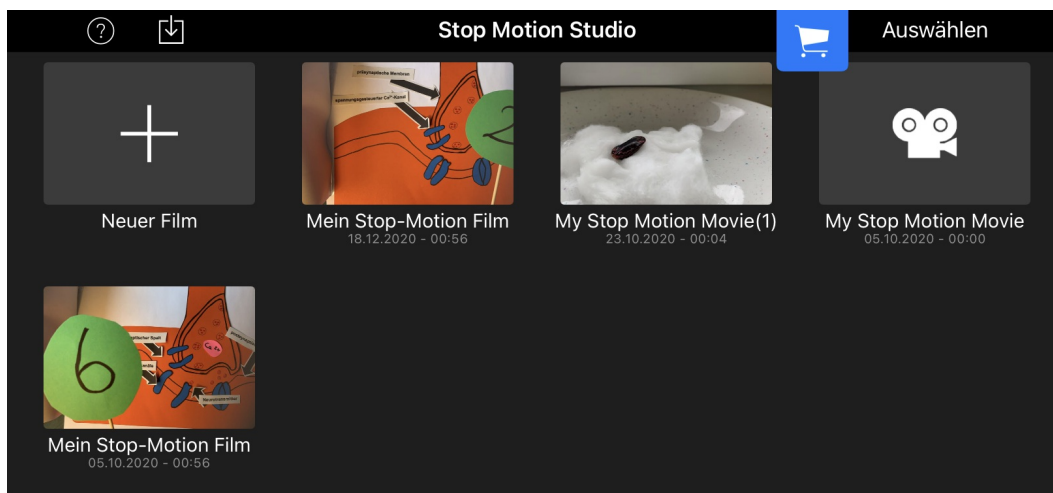 ?
Stop Motion Studio
Auswählen
präsynaptische Membran
spannungsgesteuerter Ca²⁺-Kanal
2
Neuer Film
Mein Stop-Motion Film
18.12.2020 - 00:56
My Stop Motion Movie(1)
23.10.2020 - 00:04
My Stop Motion Movie
05.10.2020 - 00:00
6
Spalt
Mein Stop-Motion Film
05.10.2020 - 00:56